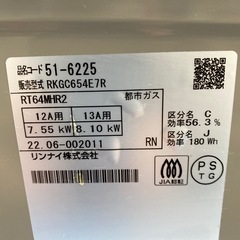 品名コード 51-6225
販売型式 RKGC654E7R
RT64MHR2 都市ガス
12A用 13A用
7.55 kW 8.10 kW
22.06-002011 RN
リンナイ株式会社
区分名 C
効率56.3 %
区分名 J
効率 180 Wh
JIA
PS
TG